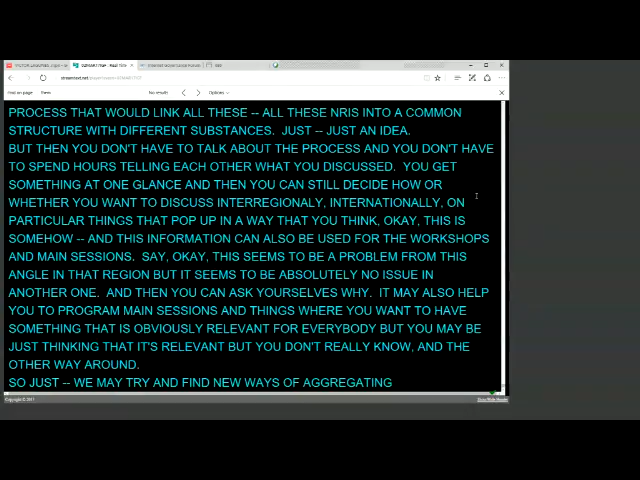 streamtext.net
Find on page No results Options
PROCESS THAT WOULD LINK ALL THESE -- ALL THESE NRIS INTO A COMMON
STRUCTURE WITH DIFFERENT SUBSTANCES. JUST -- JUST AN IDEA.
BUT THEN YOU DON'T HAVE TO TALK ABOUT THE PROCESS AND YOU DON'T HAVE
TO SPEND HOURS TELLING EACH OTHER WHAT YOU DISCUSSED. YOU GET
SOMETHING AT ONE GLANCE AND THEN YOU CAN STILL DECIDE HOW OR
WHETHER YOU WANT TO DISCUSS INTERREGIONALY, INTERNATIONALLY, ON
PARTICULAR THINGS THAT POP UP IN A WAY THAT YOU THINK, OKAY, THIS IS
SOMEHOW -- AND THIS INFORMATION CAN ALSO BE USED FOR THE WORKSHOPS
AND MAIN SESSIONS. SAY, OKAY, THIS SEEMS TO BE A PROBLEM FROM THIS
ANGLE IN THAT REGION BUT IT SEEMS TO BE ABSOLUTELY NO ISSUE IN
ANOTHER ONE. AND THEN YOU CAN ASK YOURSELVES WHY. IT MAY ALSO HELP
YOU TO PROGRAM MAIN SESSIONS AND THINGS WHERE YOU WANT TO HAVE
SOMETHING THAT IS OBVIOUSLY RELEVANT FOR EVERYBODY BUT YOU MAY BE
JUST THINKING THAT IT'S RELEVANT BUT YOU DON'T REALLY KNOW, AND THE
OTHER WAY AROUND.
SO JUST -- WE MAY TRY AND FIND NEW WAYS OF AGGREGATING